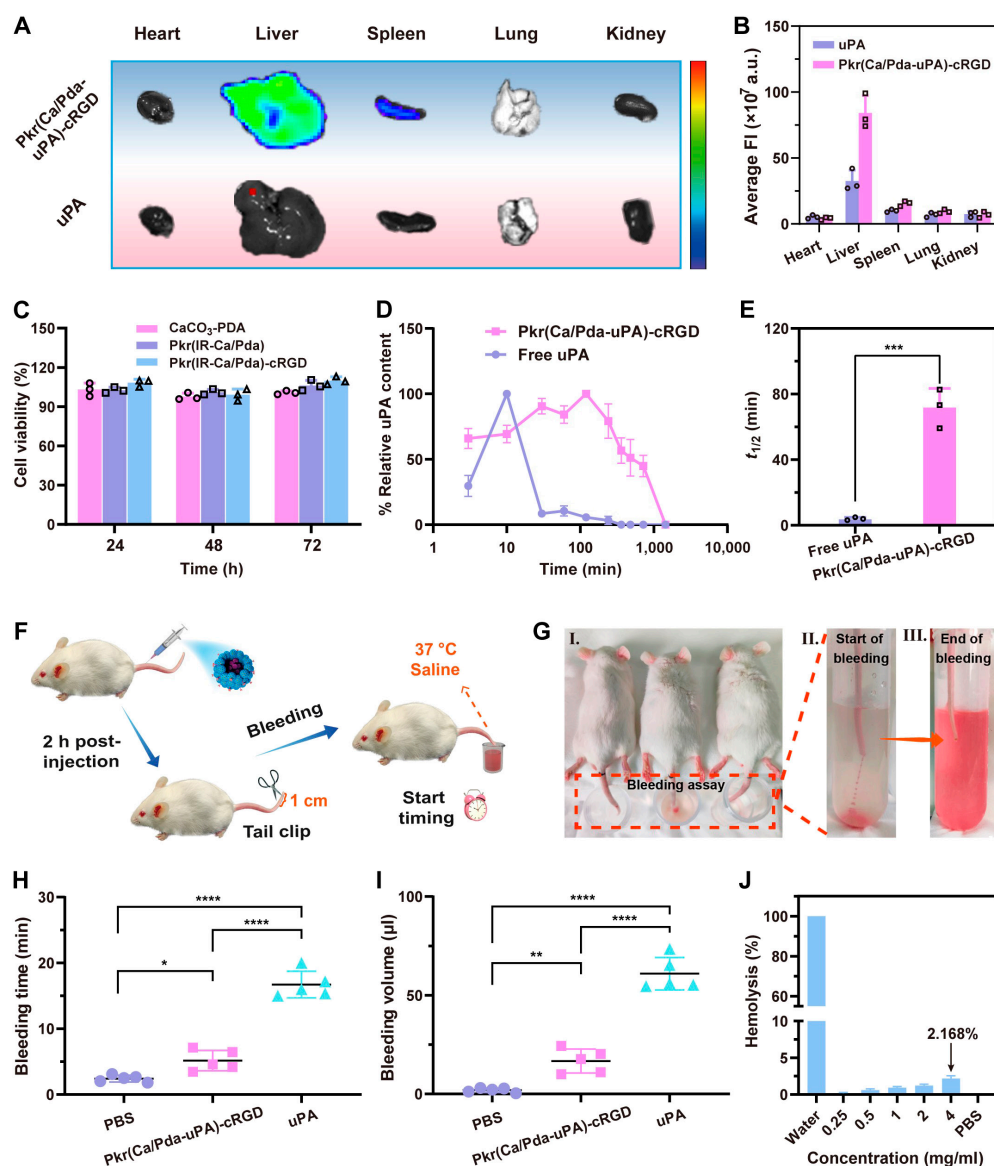 A
Heart Liver Spleen Lung Kidney
Pkr(Ca/Pda-
uPA)-cRGD
uPA
B
uPA
Pkr(Ca/Pda-uPA)-cRGD
Average FI (×10⁷ a.u.)
150
100
50
0
Heart Liver Spleen Lung Kidney
C
CaCO₃-PDA
Pkr(IR-Ca/Pda)
Pkr(IR-Ca/Pda)-cRGD
Cell viability (%)
150
120
90
60
30
0
24 48 72
Time (h)
D
Pkr(Ca/Pda-uPA)-cRGD
Free uPA
% Relative uPA content
150
100
50
0
1 10 100 1,000 10,000
Time (min)
E
t1/2 (min)
120
80
40
0
***
Free uPA
Pkr(Ca/Pda-uPA)-cRGD
F
2 h post-
injection
Tail clip
1 cm
Bleeding
37 °C
Saline
Start
timing
G
I.
Bleeding assay
II.
Start of
bleeding
III.
End of
bleeding
H
Bleeding time (min)
30
20
10
0
****
****
*
PBS
Pkr(Ca/Pda-uPA)-cRGD
uPA
I
Bleeding volume (µl)
100
75
50
25
0
****
****
**
PBS
Pkr(Ca/Pda-uPA)-cRGD
uPA
J
Hemolysis (%)
100
80
60
10
5
0
2.168%
Water 0.25 0.5 1 2 4 PBS
Concentration (mg/ml)